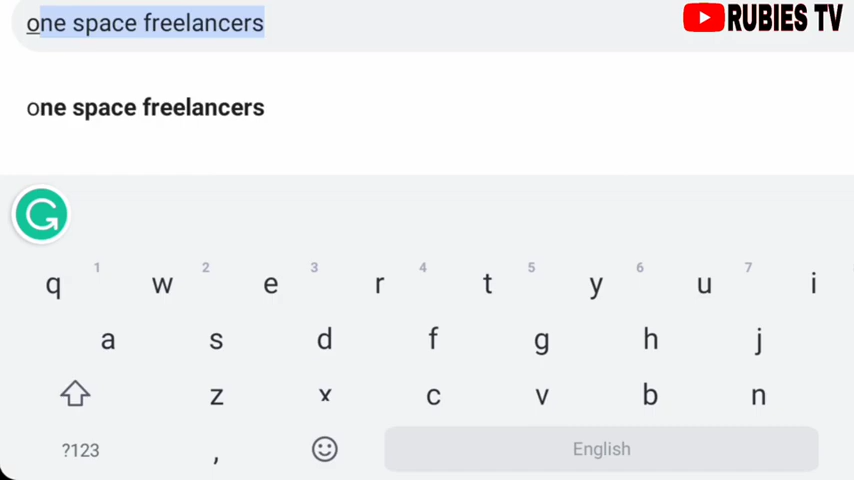 one space freelancers
RUBIES TV
one space freelancers
1 2 3 4 5 6 7
q w e r t y u i
a s d f g h j
z x c v b n
?123 , English